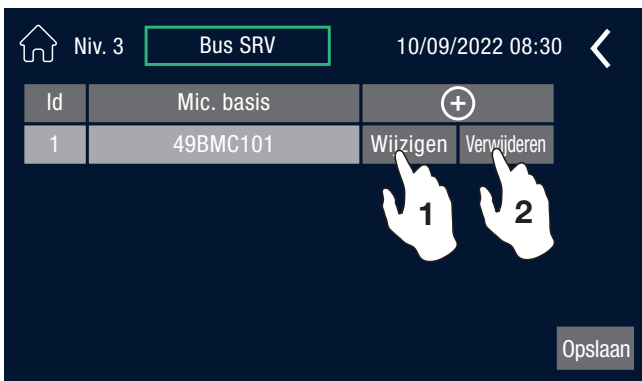 Niv. 3 Bus SRV 10/09/2022 08:30
Id Mic. basis
1 49BMC101 Wijzigen Verwijderen
1 2
Opslaan